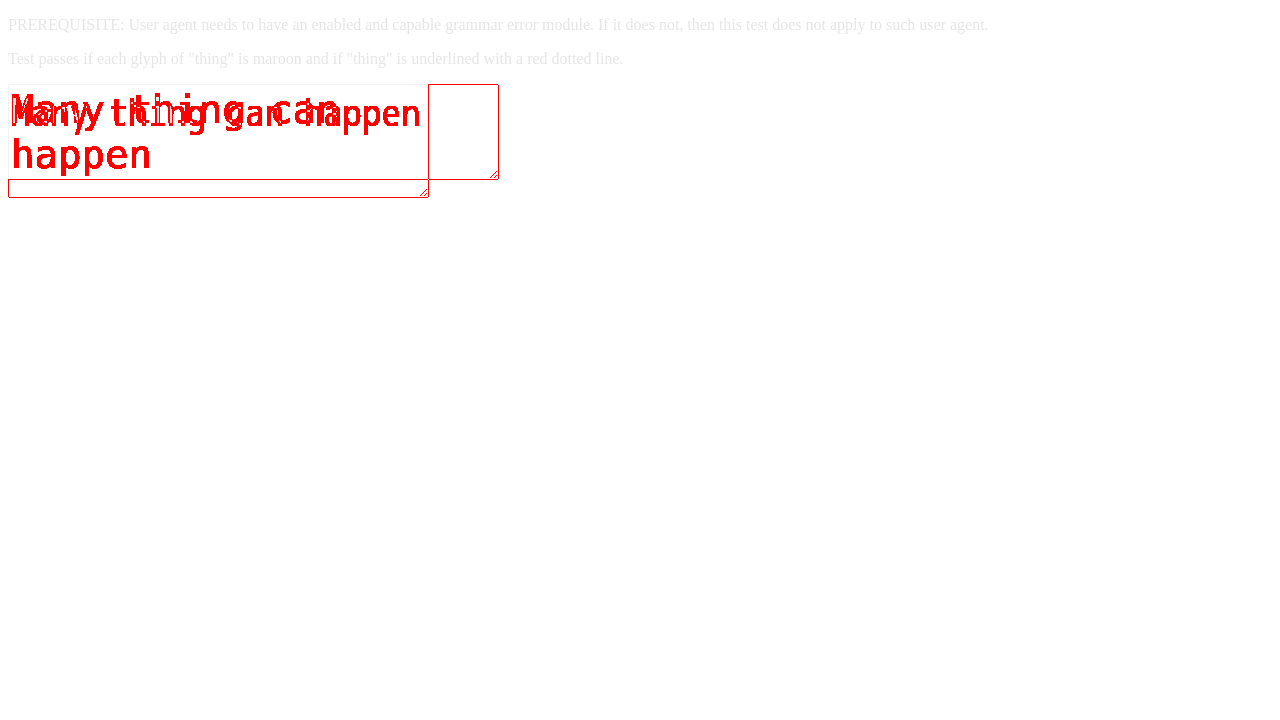 PREREQUISITE: User agent needs to have an enabled and capable grammar error module. If it does not, then this test does not apply to such user agent.
Test passes if each glyph of "thing" is maroon and if "thing" is underlined with a red dotted line.
Many thing can
Many thing can happen
happen